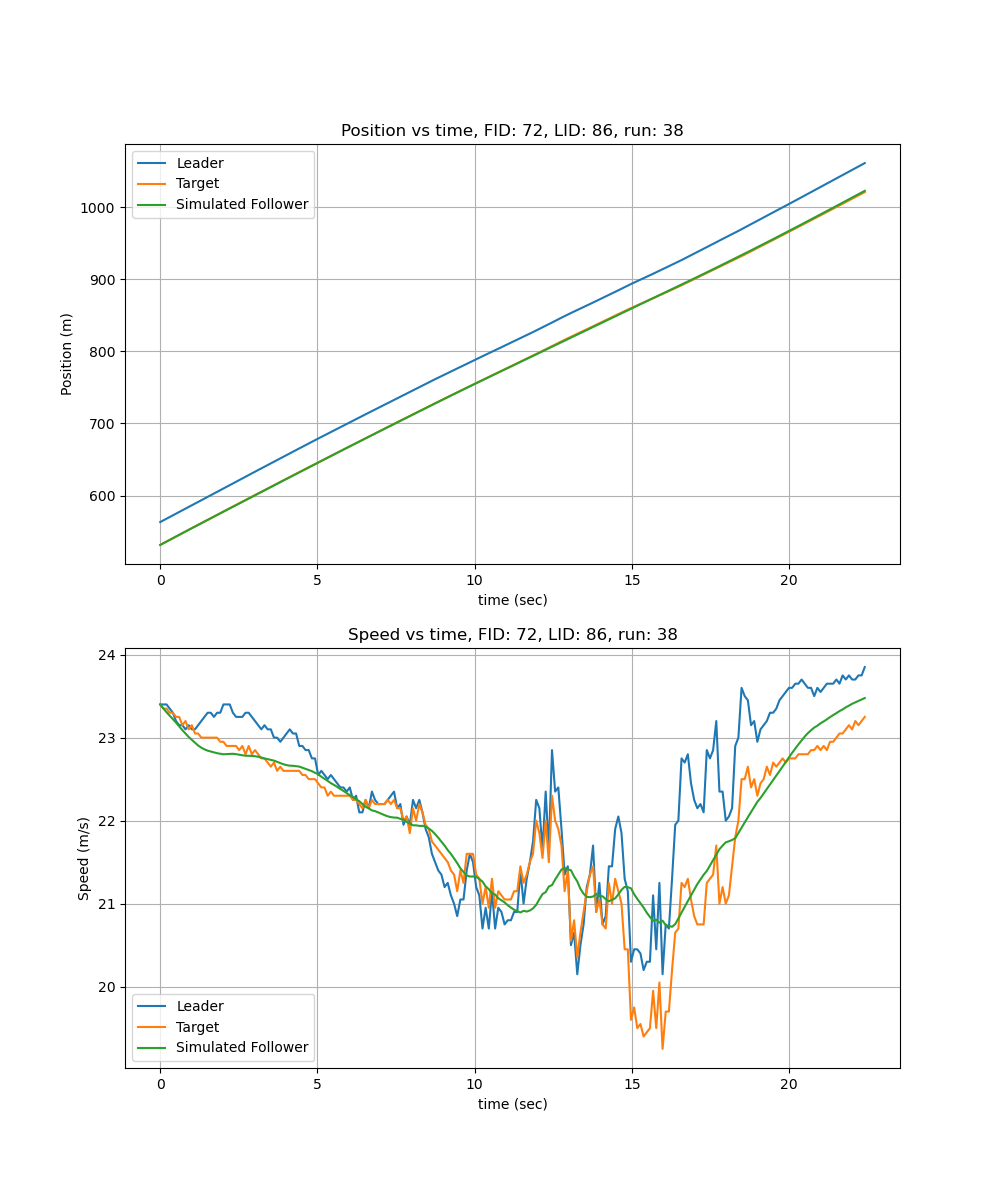 Position vs time, FID: 72, LID: 86, run: 38
Leader
Target
Simulated Follower
Position (m)
1000
900
800
700
600
0 5 10 15 20
time (sec)
Speed vs time, FID: 72, LID: 86, run: 38
Speed (m/s)
24
23
22
21
20
Leader
Target
Simulated Follower
0 5 10 15 20
time (sec)